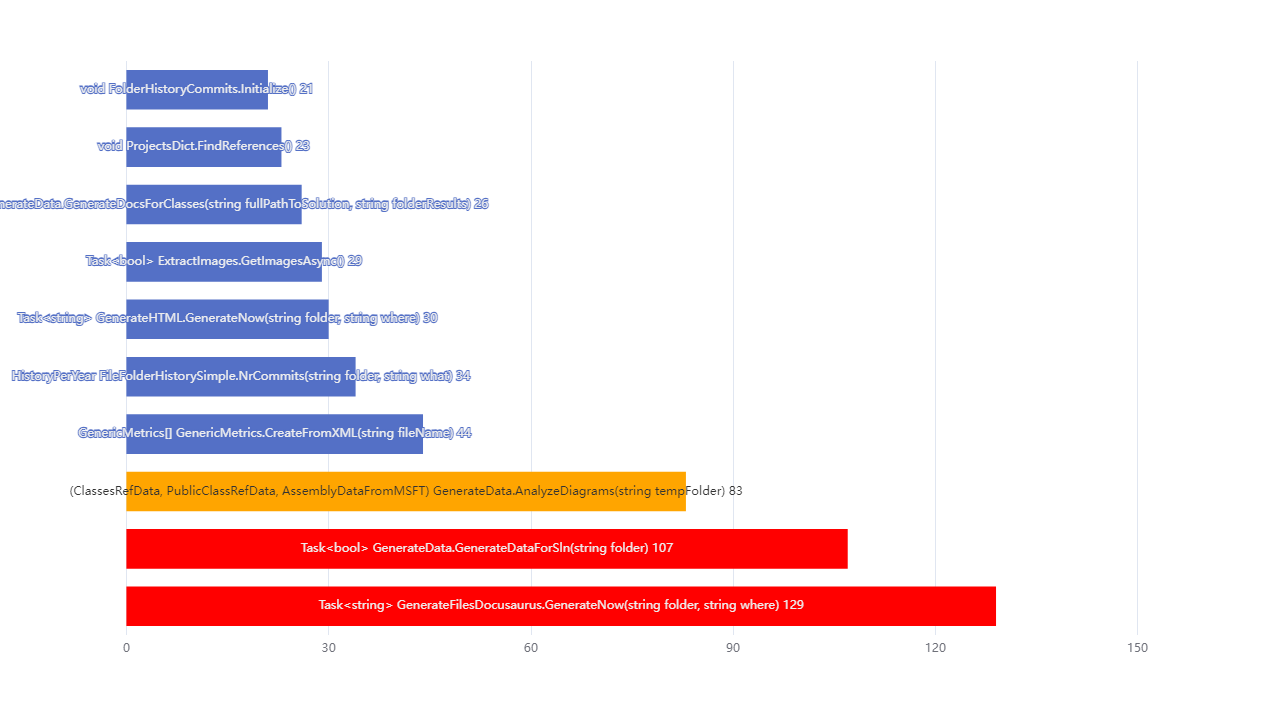 void FolderHistoryCommits.Initialize() 21
void ProjectsDict.FindReferences() 23
GenerateDocsForClasses(string fullPathToSolution, string folderResults) 26
Task<bool> ExtractImages.GetImagesAsync() 29
Task<string> GenerateHTML.GenerateNow(string folder, string where) 30
HistoryPerYear FileFolderHistorySimple.NrCommits(string folder, string what) 34
GenericMetrics[] GenericMetrics.CreateFromXML(string fileName) 44
(ClassesRefData, PublicClassRefData, AssemblyDataFromMSFT) GenerateData.AnalyzeDiagrams(string tempFolder) 83
Task<bool> GenerateData.GenerateDataForSln(string folder) 107
Task<string> GenerateFilesDocusaurus.GenerateNow(string folder, string where) 129
0 30 60 90 120 150